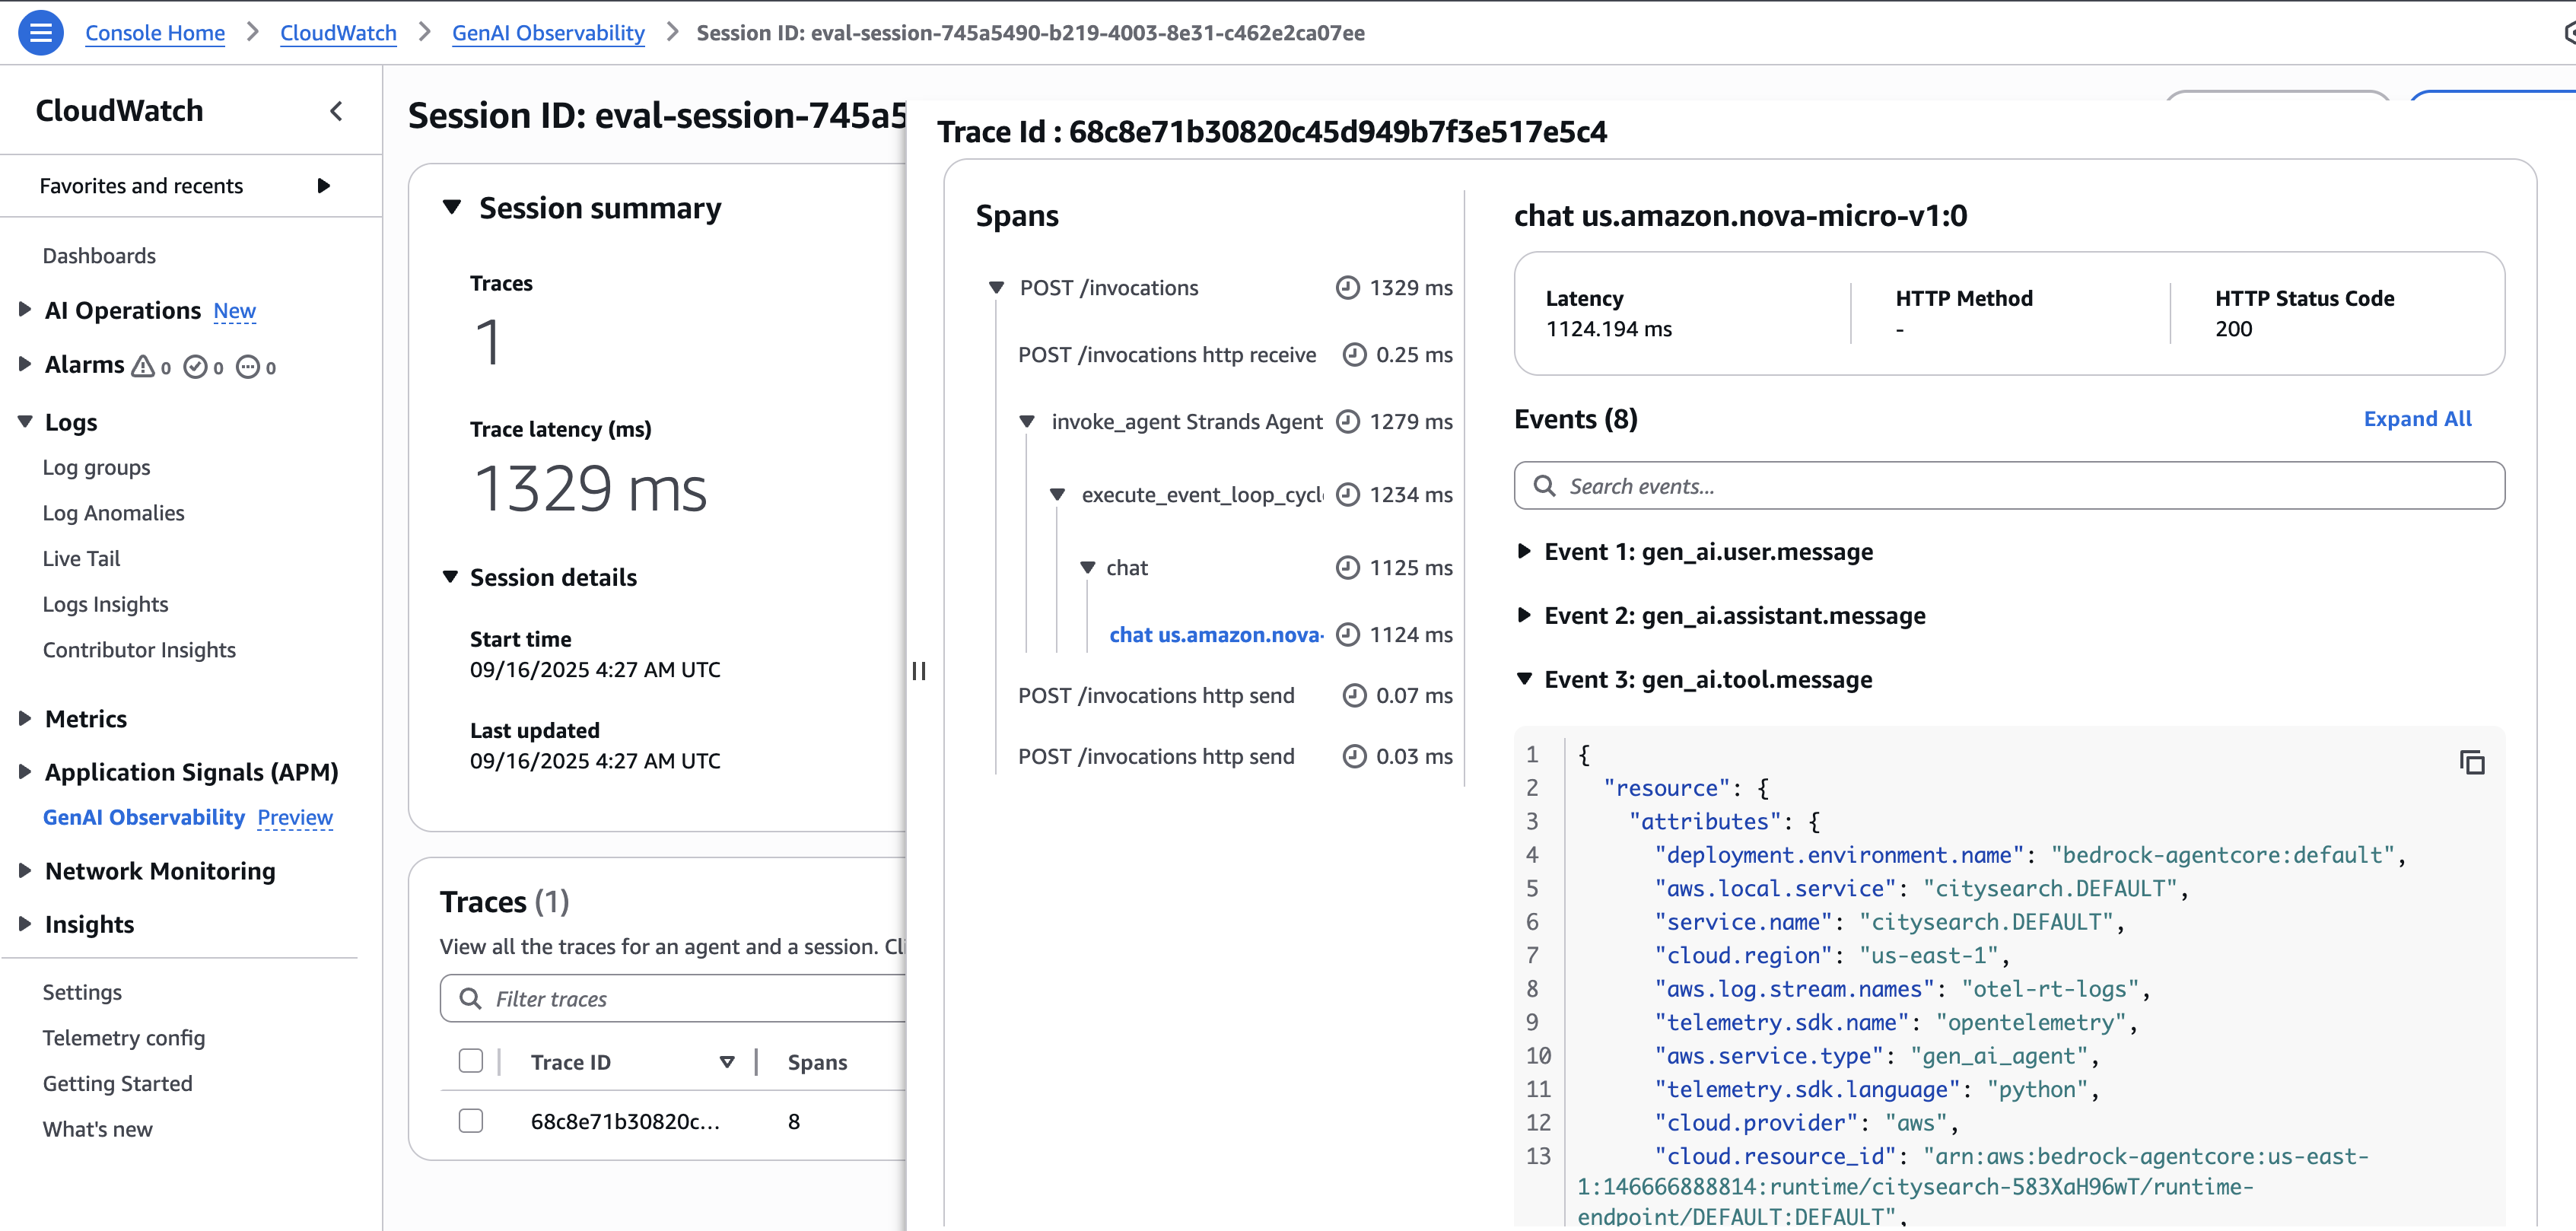 Console Home > CloudWatch > GenAI Observability > Session ID: eval-session-745a5490-b219-4003-8e31-c462e2ca07ee
CloudWatch
Favorites and recents
Dashboards
AI Operations New
Alarms 0 0 0
Logs
Log groups
Log Anomalies
Live Tail
Logs Insights
Contributor Insights
Metrics
Application Signals (APM)
GenAI Observability Preview
Network Monitoring
Insights
Settings
Telemetry config
Getting Started
What's new
Session ID: eval-session-745a5
Session summary
Traces
1
Trace latency (ms)
1329 ms
Session details
Start time
09/16/2025 4:27 AM UTC
Last updated
09/16/2025 4:27 AM UTC
Traces (1)
View all the traces for an agent and a session. Cl
Filter traces
Trace ID Spans
68c8e71b30820c... 8
Trace Id : 68c8e71b30820c45d949b7f3e517e5c4
Spans
POST /invocations 1329 ms
POST /invocations http receive 0.25 ms
invoke_agent Strands Agent 1279 ms
execute_event_loop_cycl 1234 ms
chat 1125 ms
chat us.amazon.nova- 1124 ms
POST /invocations http send 0.07 ms
POST /invocations http send 0.03 ms
chat us.amazon.nova-micro-v1:0
Latency HTTP Method HTTP Status Code
1124.194 ms - 200
Events (8) Expand All
Search events...
Event 1: gen_ai.user.message
Event 2: gen_ai.assistant.message
Event 3: gen_ai.tool.message
1 {
2 "resource": {
3 "attributes": {
4 "deployment.environment.name": "bedrock-agentcore:default",
5 "aws.local.service": "citysearch.DEFAULT",
6 "service.name": "citysearch.DEFAULT",
7 "cloud.region": "us-east-1",
8 "aws.log.stream.names": "otel-rt-logs",
9 "telemetry.sdk.name": "opentelemetry",
10 "aws.service.type": "gen_ai_agent",
11 "telemetry.sdk.language": "python",
12 "cloud.provider": "aws",
13 "cloud.resource_id": "arn:aws:bedrock-agentcore:us-east-
1:146666888814:runtime/citysearch-583XaH96wT/runtime-
endpoint/DEFAULT:DEFAULT",